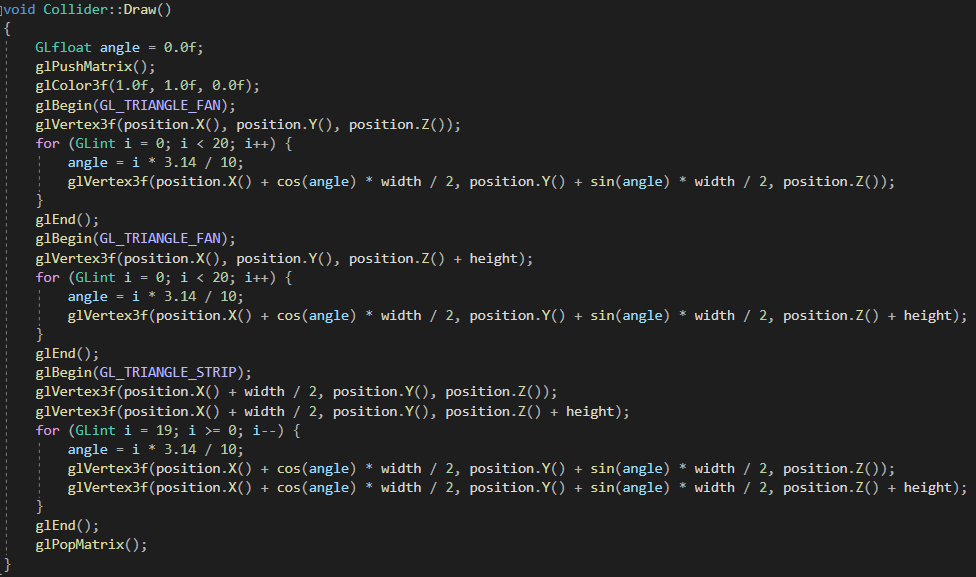 void Collider::Draw()
{
GLfloat angle = 0.0f;
glPushMatrix();
glColor3f(1.0f, 1.0f, 0.0f);
glBegin(GL_TRIANGLE_FAN);
glVertex3f(position.X(), position.Y(), position.Z());
for (GLint i = 0; i < 20; i++) {
angle = i * 3.14 / 10;
glVertex3f(position.X() + cos(angle) * width / 2, position.Y() + sin(angle) * width / 2, position.Z());
}
glEnd();
glBegin(GL_TRIANGLE_FAN);
glVertex3f(position.X(), position.Y(), position.Z() + height);
for (GLint i = 0; i < 20; i++) {
angle = i * 3.14 / 10;
glVertex3f(position.X() + cos(angle) * width / 2, position.Y() + sin(angle) * width / 2, position.Z() + height);
}
glEnd();
glBegin(GL_TRIANGLE_STRIP);
glVertex3f(position.X() + width / 2, position.Y(), position.Z());
glVertex3f(position.X() + width / 2, position.Y(), position.Z() + height);
for (GLint i = 19; i >= 0; i--) {
angle = i * 3.14 / 10;
glVertex3f(position.X() + cos(angle) * width / 2, position.Y() + sin(angle) * width / 2, position.Z());
glVertex3f(position.X() + cos(angle) * width / 2, position.Y() + sin(angle) * width / 2, position.Z() + height);
}
glEnd();
glPopMatrix();
}